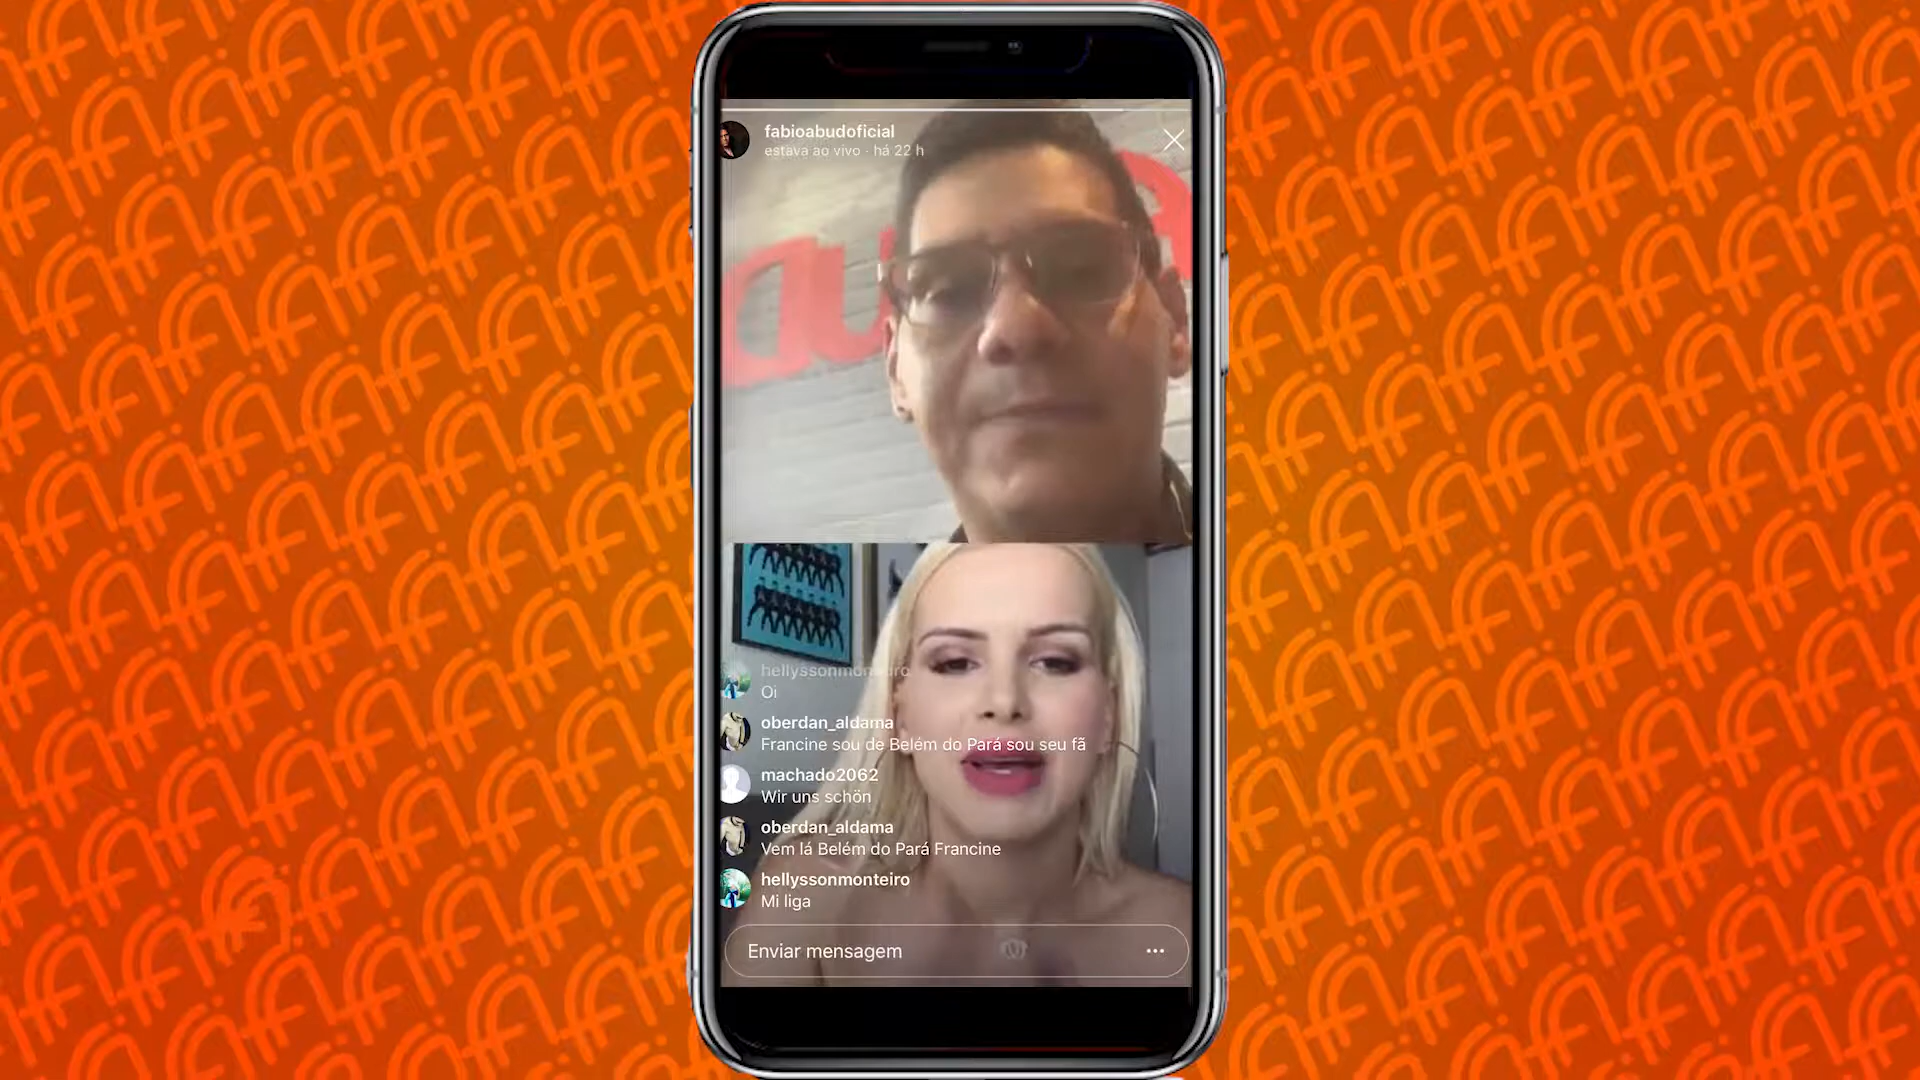 fabioabudoficial
estava ao vivo · há 22 h
hellyssonmonteiro
Oi
oberdan_aldama
Francine sou de Belém do Pará sou seu fã
machado2062
Wir uns schön
oberdan_aldama
Vem lá Belém do Pará Francine
hellyssonmonteiro
Mi liga
Enviar mensagem